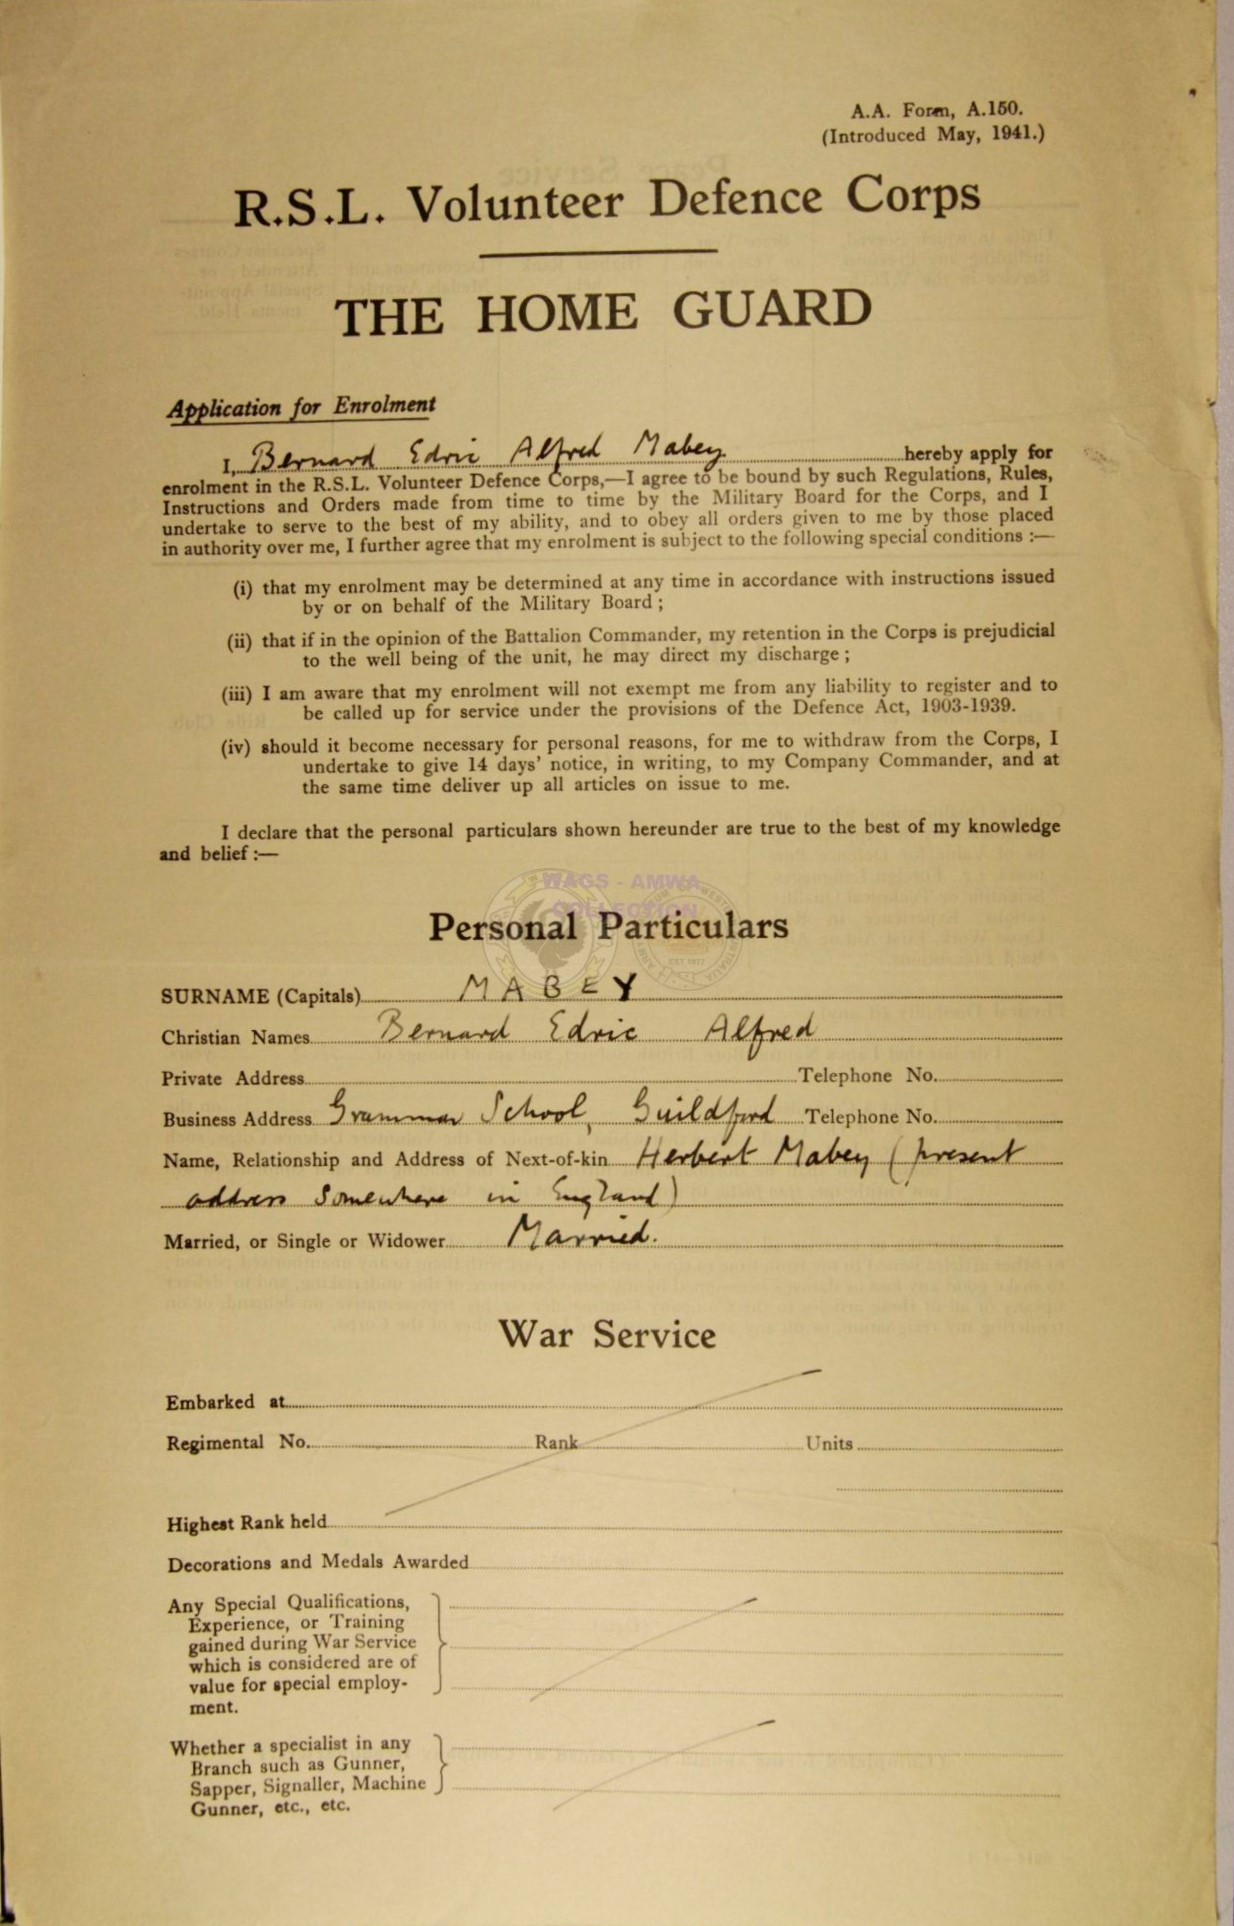 A.A. Form, A.150.
(Introduced May, 1941.)
R.S.L. Volunteer Defence Corps
THE HOME GUARD
Application for Enrolment
I, Bernard Edric Alfred Mabey hereby apply for
enrolment in the R.S.L. Volunteer Defence Corps,—I agree to be bound by such Regulations, Rules,
Instructions and Orders made from time to time by the Military Board for the Corps, and I
undertake to serve to the best of my ability, and to obey all orders given to me by those placed
in authority over me, I further agree that my enrolment is subject to the following special conditions :—
(i) that my enrolment may be determined at any time in accordance with instructions issued
by or on behalf of the Military Board ;
(ii) that if in the opinion of the Battalion Commander, my retention in the Corps is prejudicial
to the well being of the unit, he may direct my discharge ;
(iii) I am aware that my enrolment will not exempt me from any liability to register and to
be called up for service under the provisions of the Defence Act, 1903-1939.
(iv) should it become necessary for personal reasons, for me to withdraw from the Corps, I
undertake to give 14 days' notice, in writing, to my Company Commander, and at
the same time deliver up all articles on issue to me.
I declare that the personal particulars shown hereunder are true to the best of my knowledge
and belief :—
WAGS - AMWA
COLLECTION
Personal Particulars
SURNAME (Capitals) MABEY
Christian Names Bernard Edric Alfred
Private Address Telephone No.
Business Address Grammar School, Guildford Telephone No.
Name, Relationship and Address of Next-of-kin Herbert Mabey (present
address somewhere in England)
Married, or Single or Widower Married.
War Service
Embarked at
Regimental No. Rank Units
Highest Rank held
Decorations and Medals Awarded
Any Special Qualifications,
Experience, or Training
gained during War Service
which is considered are of
value for special employ-
ment.
Whether a specialist in any
Branch such as Gunner,
Sapper, Signaller, Machine
Gunner, etc., etc.